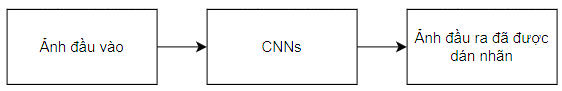 Ảnh đầu vào
CNNs
Ảnh đầu ra đã được
dán nhãn